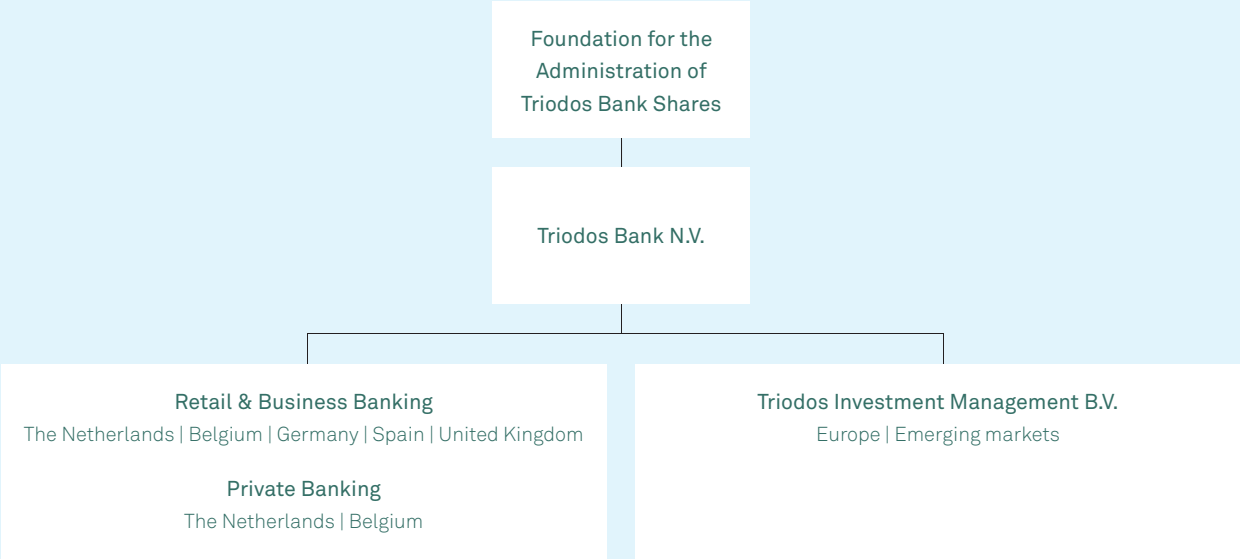 Foundation for the
Administration of
Triodos Bank Shares
Triodos Bank N.V.
Retail & Business Banking
The Netherlands | Belgium | Germany | Spain | United Kingdom
Private Banking
The Netherlands | Belgium
Triodos Investment Management B.V.
Europe | Emerging markets